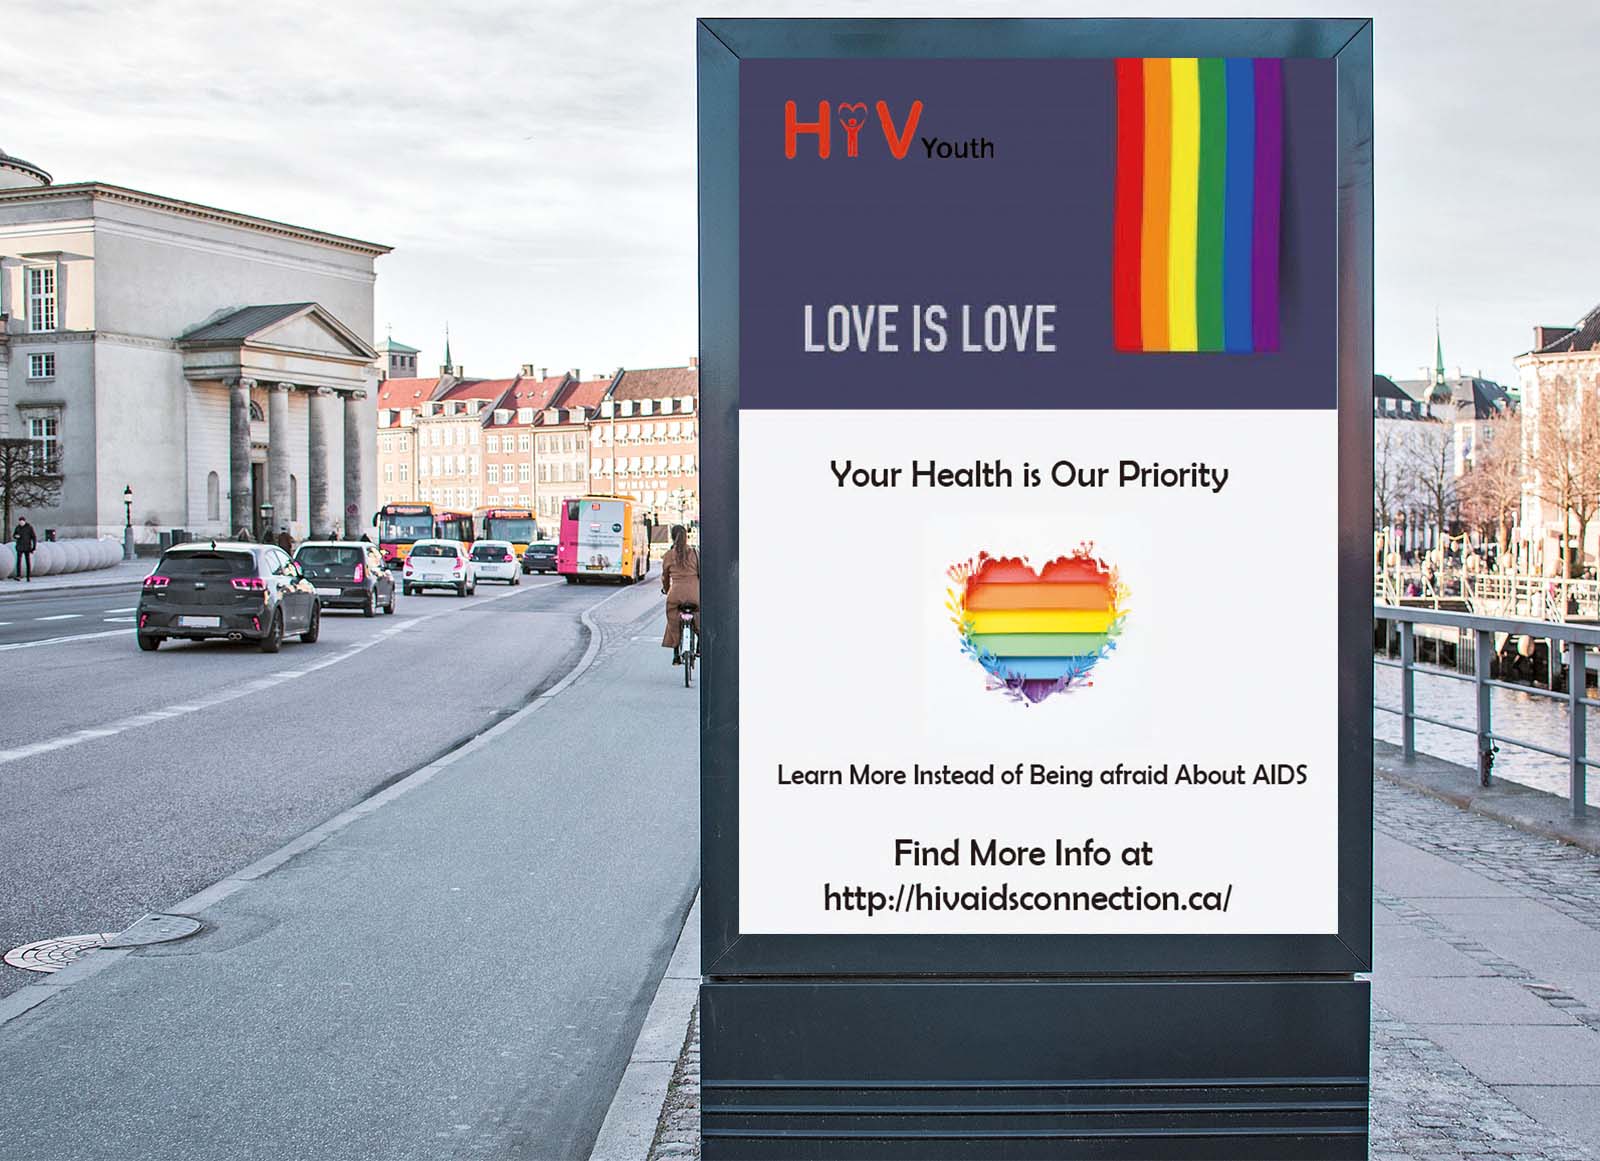 HiV Youth
LOVE IS LOVE
Your Health is Our Priority
Learn More Instead of Being afraid About AIDS
Find More Info at
http://hivaidsconnection.ca/